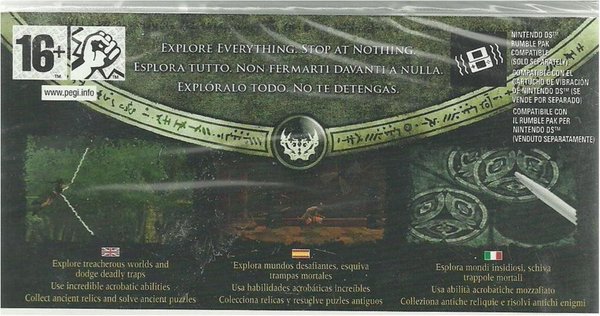 16+
www.pegi.info
EXPLORE EVERYTHING. STOP AT NOTHING.
ESPLORA TUTTO. NON FERMARTI DAVANTI A NULLA.
EXPLÓRALO TODO. NO TE DETENGAS.
NINTENDO DS™
RUMBLE PAK
COMPATIBLE
(SOLD SEPARATELY)
COMPATIBLE CON EL
CARTUCHO DE VIBRACIÓN
DE NINTENDO DS™ (SE
VENDE POR SEPARADO)
COMPATIBILE CON
IL RUMBLE PAK PER
NINTENDO DS™
(VENDUTO SEPARATAMENTE)
Explore treacherous worlds and
dodge deadly traps
Use incredible acrobatic abilities
Collect ancient relics and solve ancient puzzles
Explora mundos desafiantes, esquiva
trampas mortales
Usa habilidades acrobáticas increíbles
Colecciona relicas y resuelve puzles antiguos
Esplora mondi insidiosi, schiva
trappole mortali
Usa abilità acrobatiche mozzafiato
Colleziona antiche reliquie e risolvi antichi enigmi